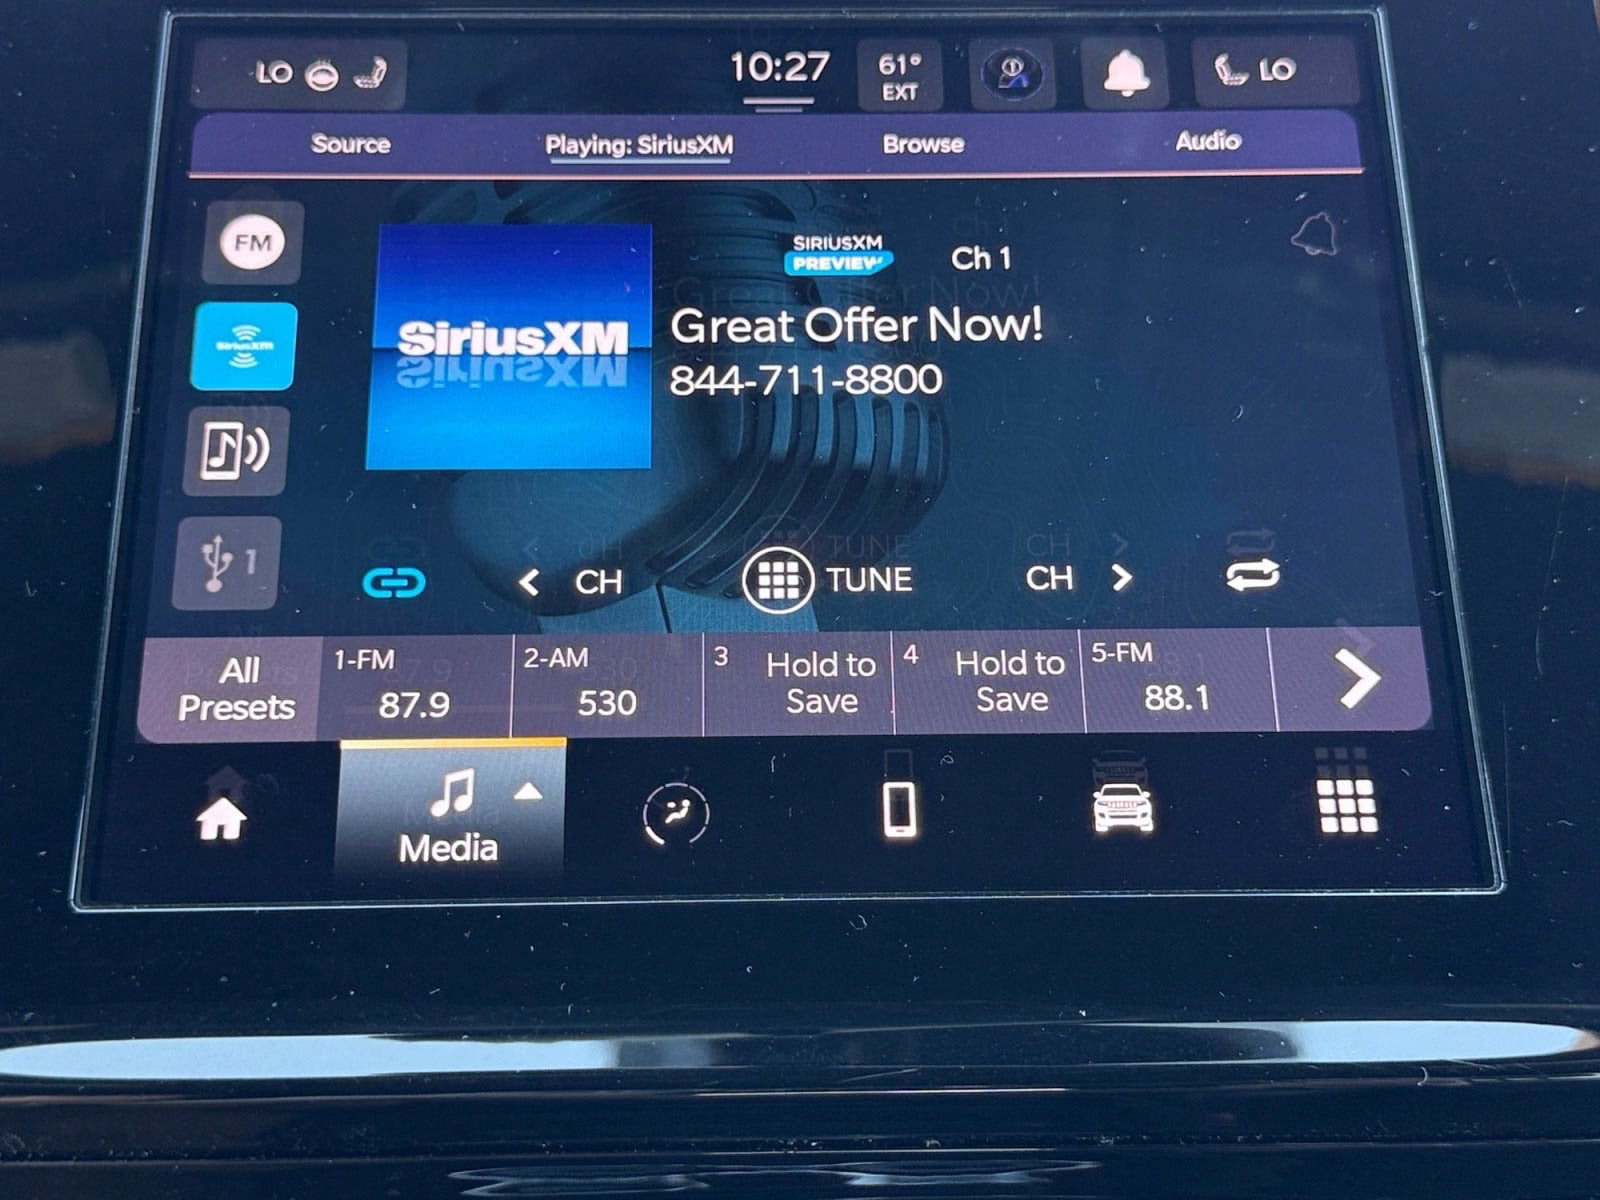 LO
10:27
61°
EXT
LO
Source
Playing: SiriusXM
Browse
Audio
FM
SiriusXM
SiriusXM
SIRIUSXM
PREVIEW
Ch 1
Great Offer Now!
844-711-8800
1
CH
TUNE
CH
All
Presets
1-FM
87.9
2-AM
530
3
Hold to
Save
4
Hold to
Save
5-FM
88.1
Media